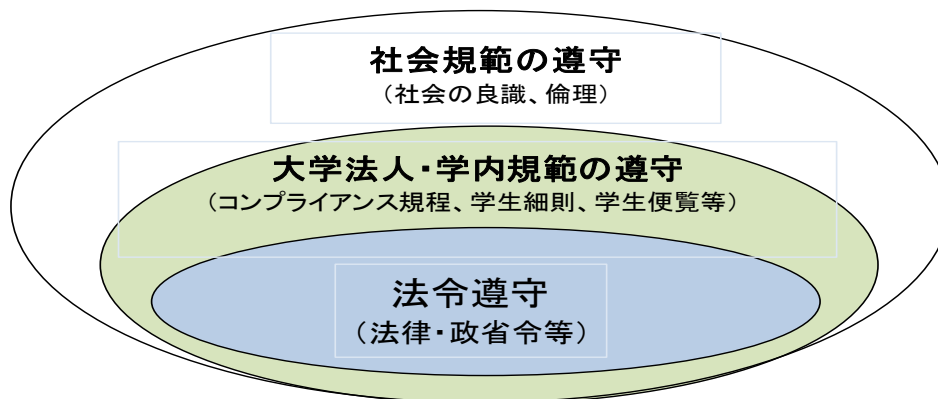 社会規範の遵守
（社会の良識、倫理）
大学法人・学内規範の遵守
（コンプライアンス規程、学生細則、学生便覧等）
法令遵守
（法律・政省令等）